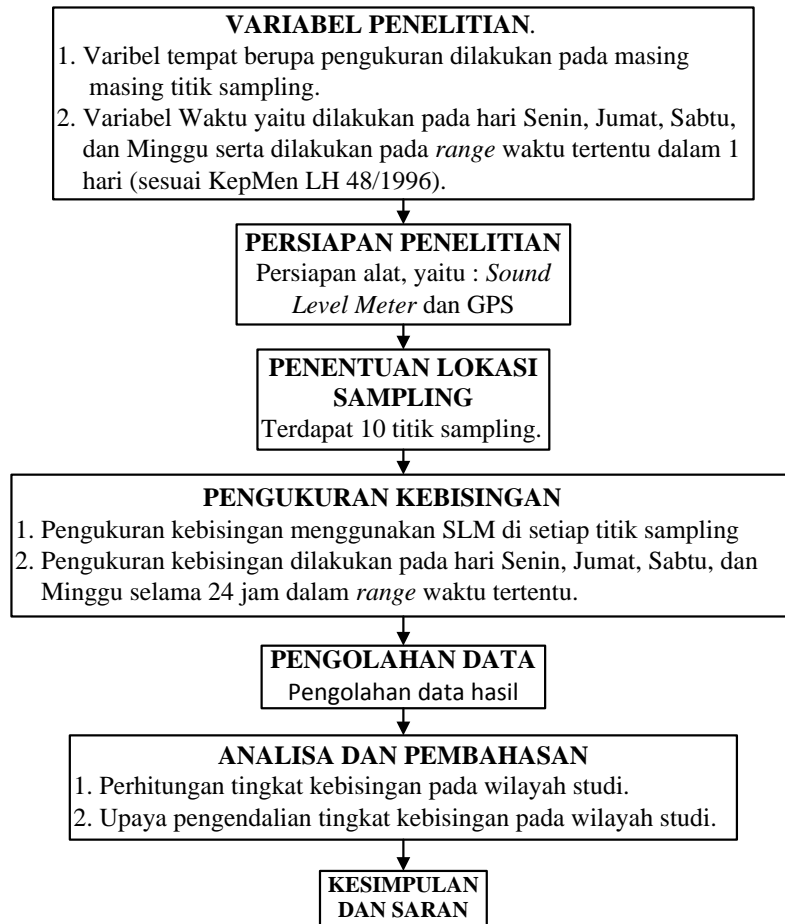 VARIABEL PENELITIAN.
1. Varibel tempat berupa pengukuran dilakukan pada masing
masing titik sampling.
2. Variabel Waktu yaitu dilakukan pada hari Senin, Jumat, Sabtu,
dan Minggu serta dilakukan pada range waktu tertentu dalam 1
hari (sesuai KepMen LH 48/1996).
PERSIAPAN PENELITIAN
Persiapan alat, yaitu : Sound
Level Meter dan GPS
PENENTUAN LOKASI
SAMPLING
Terdapat 10 titik sampling.
PENGUKURAN KEBISINGAN
1. Pengukuran kebisingan menggunakan SLM di setiap titik sampling
2. Pengukuran kebisingan dilakukan pada hari Senin, Jumat, Sabtu, dan
Minggu selama 24 jam dalam range waktu tertentu.
PENGOLAHAN DATA
Pengolahan data hasil
ANALISA DAN PEMBAHASAN
1. Perhitungan tingkat kebisingan pada wilayah studi.
2. Upaya pengendalian tingkat kebisingan pada wilayah studi.
KESIMPULAN
DAN SARAN